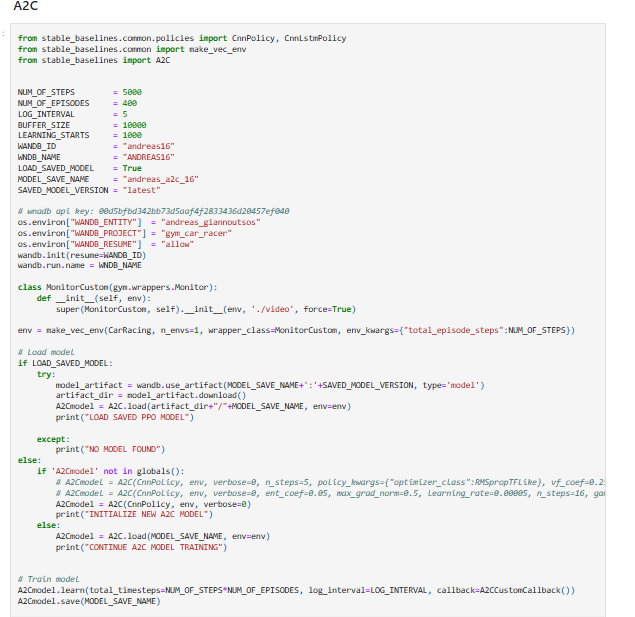 A2C
from stable_baselines.common.policies import CnnPolicy, CnnLstmPolicy
from stable_baselines.common import make_vec_env
from stable_baselines import A2C
NUM_OF_STEPS = 5000
NUM_OF_EPISODES = 400
LOG_INTERVAL = 5
BUFFER_SIZE = 10000
LEARNING_STARTS = 1000
WANDB_ID = "andreas16"
WNDB_NAME = "ANDREAS16"
LOAD_SAVED_MODEL = True
MODEL_SAVE_NAME = "andreas_a2c_16"
SAVED_MODEL_VERSION = "latest"
# wnadb api key: 00d5bfbd342bb73d5aaf4f2833436d20457ef040
os.environ["WANDB_ENTITY"] = "andreas_giannoutsos"
os.environ["WANDB_PROJECT"] = "gym_car_racer"
os.environ["WANDB_RESUME"] = "allow"
wandb.init(resume=WANDB_ID)
wandb.run.name = WNDB_NAME
class MonitorCustom(gym.wrappers.Monitor):
def __init__(self, env):
super(MonitorCustom, self).__init__(env, './video', force=True)
env = make_vec_env(CarRacing, n_envs=1, wrapper_class=MonitorCustom, env_kwargs={"total_episode_steps":NUM_OF_STEPS})
# Load model
if LOAD_SAVED_MODEL:
try:
model_artifact = wandb.use_artifact(MODEL_SAVE_NAME+':'+SAVED_MODEL_VERSION, type='model')
artifact_dir = model_artifact.download()
A2Cmodel = A2C.load(artifact_dir+"/"+MODEL_SAVE_NAME, env=env)
print("LOAD SAVED PPO MODEL")
except:
print("NO MODEL FOUND")
else:
if 'A2Cmodel' not in globals():
# A2Cmodel = A2C(CnnPolicy, env, verbose=0, n_steps=5, policy_kwargs={"optimizer_class":RMSpropTFLike}, vf_coef=0.2
# A2Cmodel = A2C(CnnPolicy, env, verbose=0, ent_coef=0.05, max_grad_norm=0.5, learning_rate=0.00005, n_steps=16, ga
A2Cmodel = A2C(CnnPolicy, env, verbose=0)
print("INITIALIZE NEW A2C MODEL")
else:
A2Cmodel = A2C.load(MODEL_SAVE_NAME, env=env)
print("CONTINUE A2C MODEL TRAINING")
# Train model
A2Cmodel.learn(total_timesteps=NUM_OF_STEPS*NUM_OF_EPISODES, log_interval=LOG_INTERVAL, callback=A2CCustomCallback())
A2Cmodel.save(MODEL_SAVE_NAME)